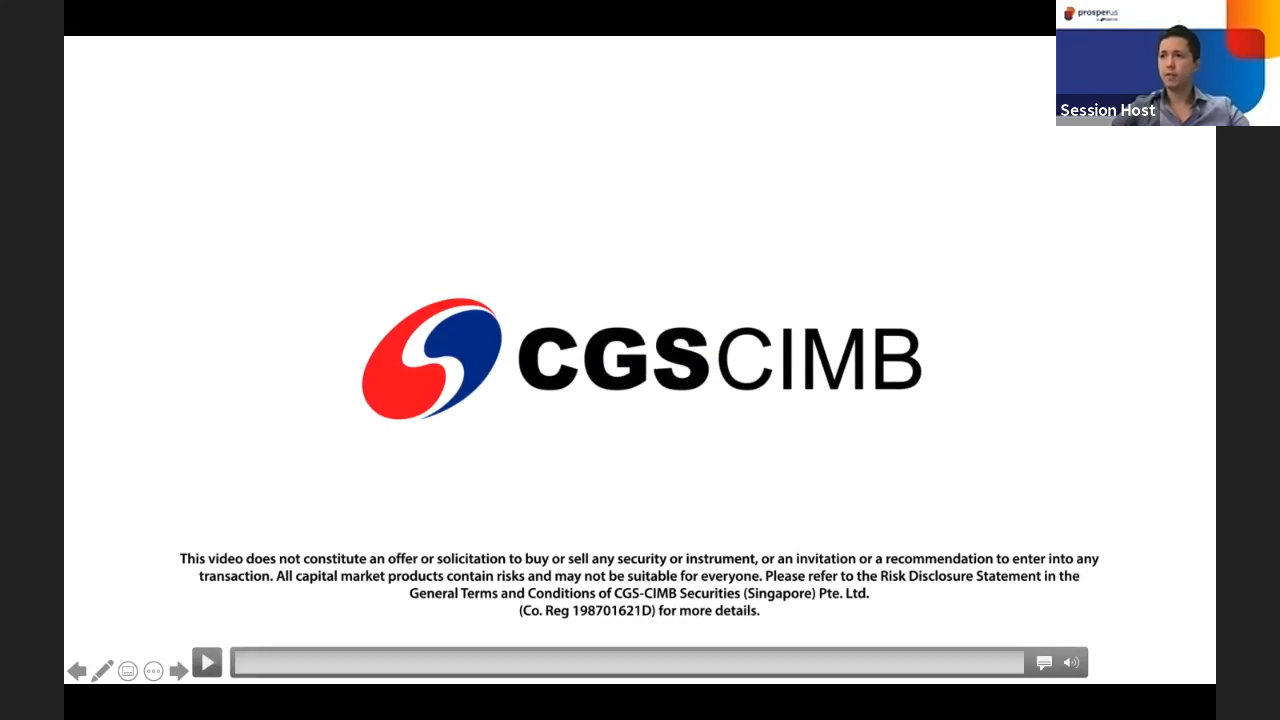 prosperus
Session Host
CGSCIMB
This video does not constitute an offer or solicitation to buy or sell any security or instrument, or an invitation or a recommendation to enter into any
transaction. All capital market products contain risks and may not be suitable for everyone. Please refer to the Risk Disclosure Statement in the
General Terms and Conditions of CGS-CIMB Securities (Singapore) Pte. Ltd.
(Co. Reg 198701621D) for more details.